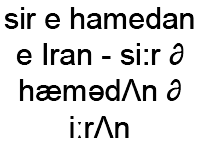 sir e hamedan
e Iran - si:r ∂
hæmədɅn ∂
i:rɅn